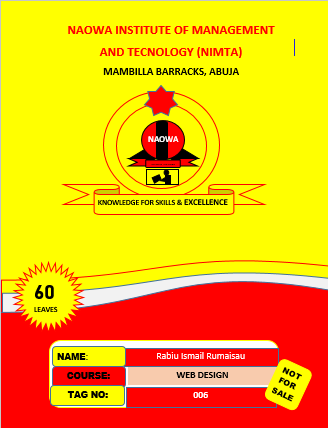 NAOWA INSTITUTE OF MANAGEMENT
AND TECNOLOGY (NIMTA)
MAMBILLA BARRACKS, ABUJA
NAOWA
KNOWLEDGE FOR SKILLS & EXCELLENCE
60
LEAVES
NAME: Rabiu Ismail Rumaisau
COURSE: WEB DESIGN
TAG NO: 006
NOT
FOR
SALE